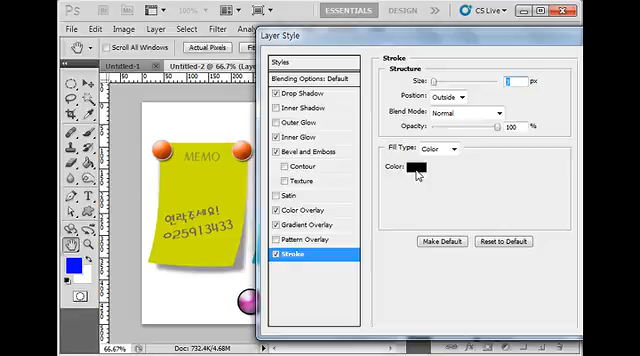 Ps
ESSENTIALS
DESIGN
CS Live
File Edit Image Layer Select Filter
Layer Style
Scroll All Windows
Actual Pixels
Untitled-1
Untitled-2 @ 66.7%
Styles
Blending Options: Default
Drop Shadow
Inner Shadow
Outer Glow
Inner Glow
Bevel and Emboss
Contour
Texture
Satin
Color Overlay
Gradient Overlay
Pattern Overlay
Stroke
Stroke
Structure
Size: px
Position: Outside
Blend Mode: Normal
Opacity: 100 %
Fill Type: Color
Color:
Make Default
Reset to Default
MEMO
연락주세요!
025913433
66.67%
Doc: 732.4K/4.68M